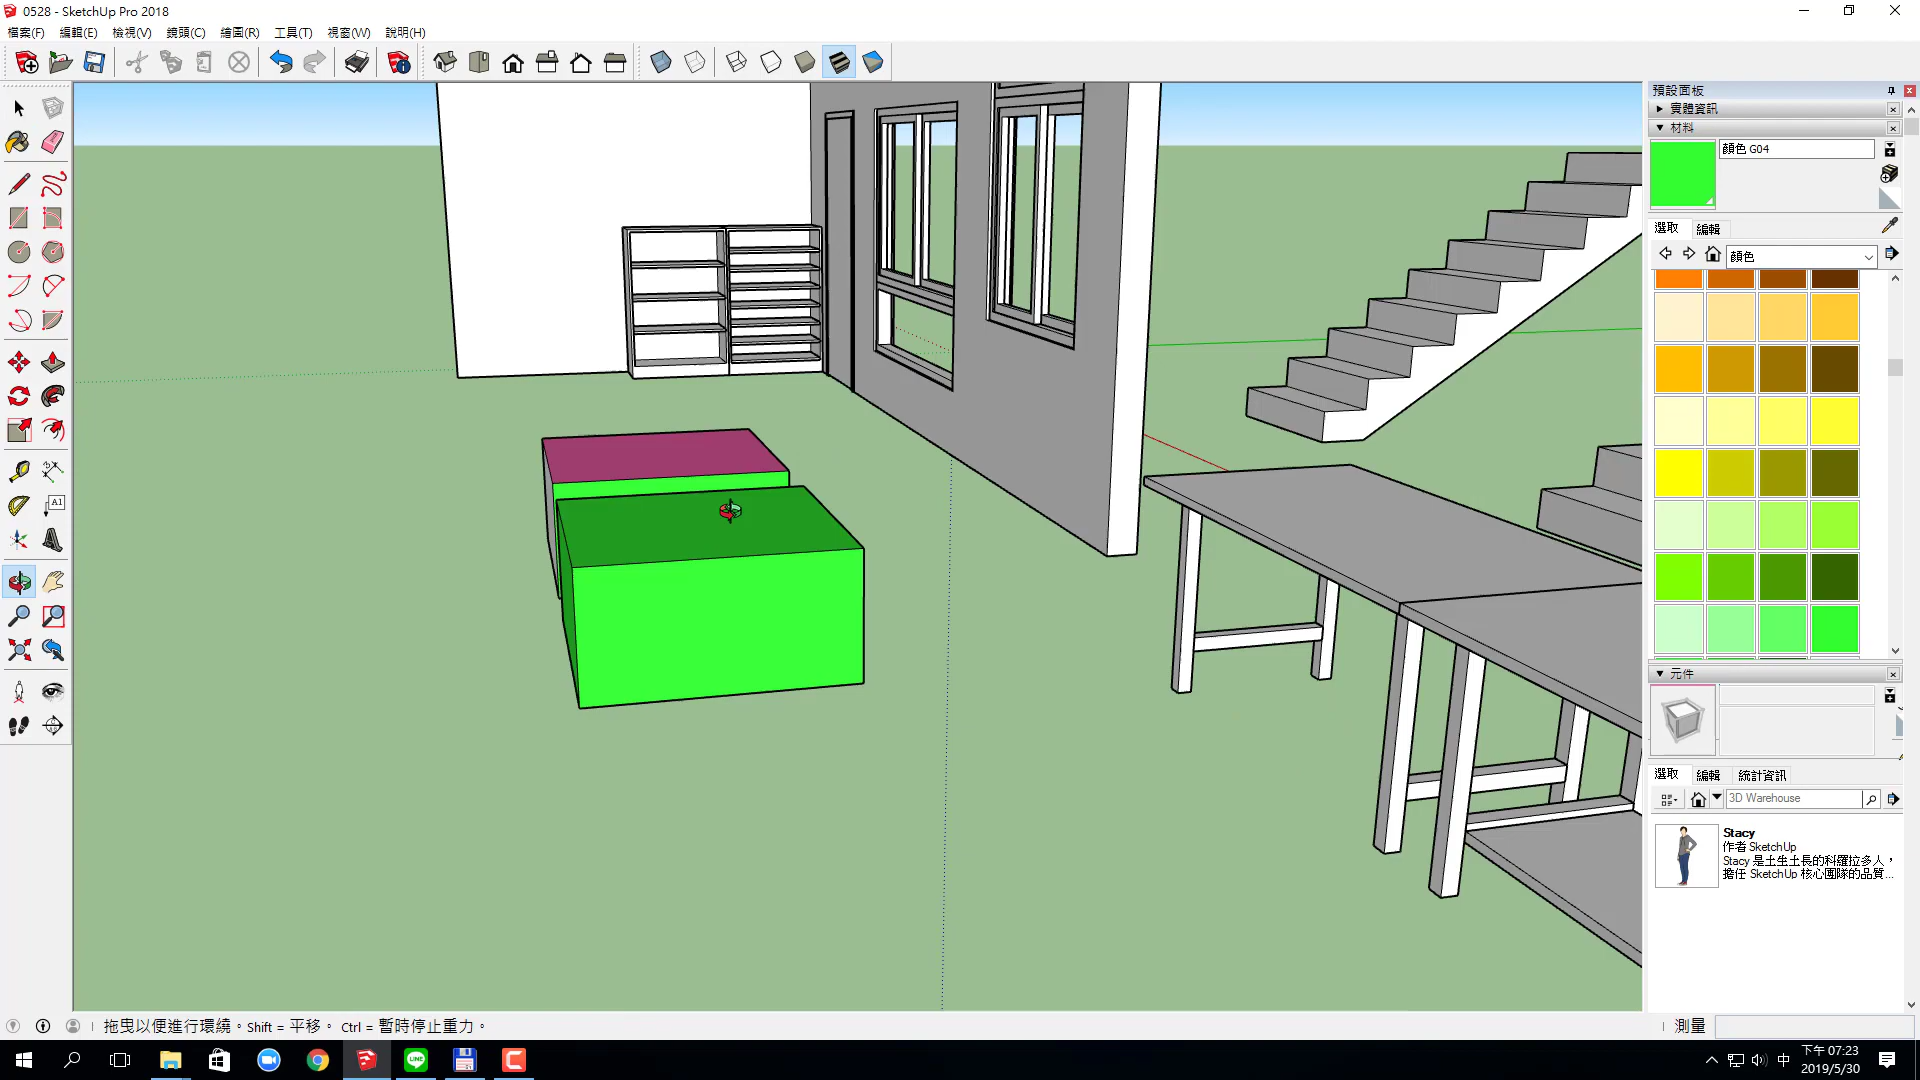 0528 - SketchUp Pro 2018
檔案(F) 編輯(E) 檢視(V) 鏡頭(C) 繪圖(R) 工具(T) 視窗(W) 說明(H)
預設面板
實體資訊
材料
顏色 G04
選取 編輯
顏色
元件
選取 編輯 統計資訊
3D Warehouse
Stacy
作者 SketchUp
Stacy 是土生土長的科羅拉多人，
擔任 SketchUp 核心團隊的品質...
拖曳以便進行環繞。Shift = 平移。 Ctrl = 暫時停止重力。
測量
中
下午 07:23
2019/5/30